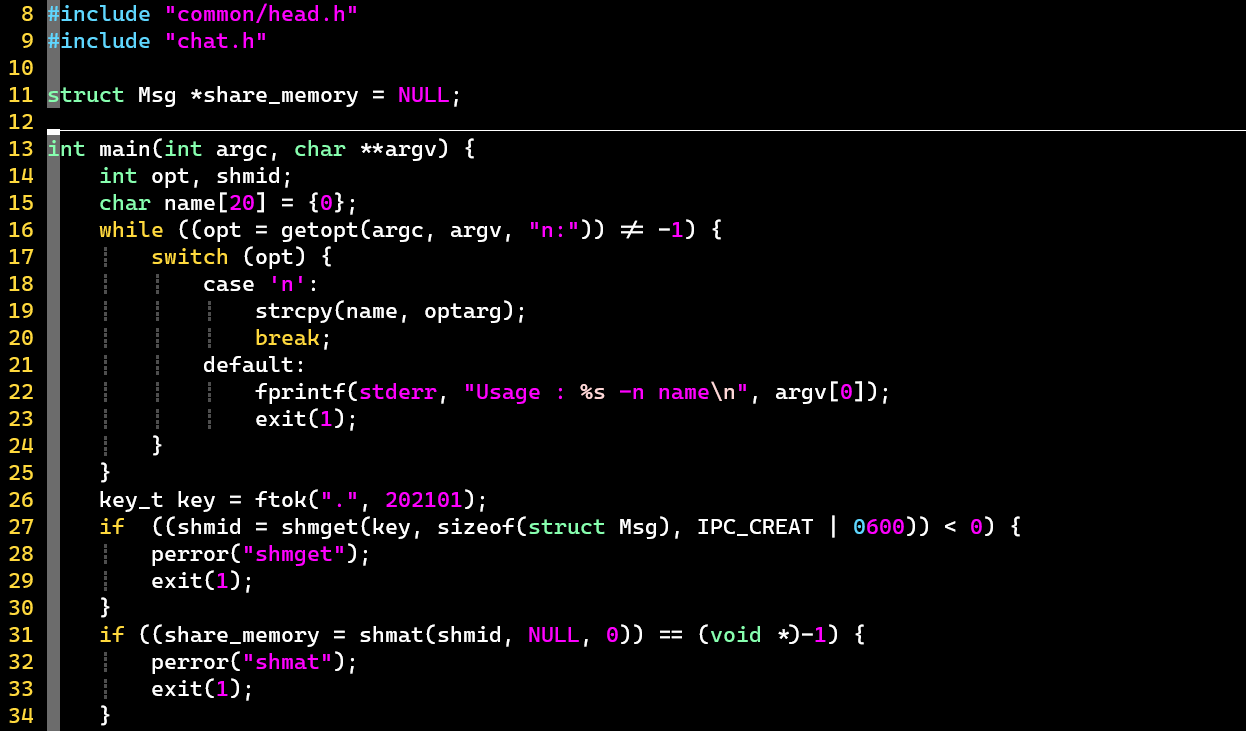 8 #include "common/head.h"
9 #include "chat.h"
10
11 struct Msg *share_memory = NULL;
12
13 int main(int argc, char **argv) {
14     int opt, shmid;
15     char name[20] = {0};
16     while ((opt = getopt(argc, argv, "n:")) ≠ -1) {
17         switch (opt) {
18             case 'n':
19                 strcpy(name, optarg);
20                 break;
21             default:
22                 fprintf(stderr, "Usage : %s -n name\n", argv[0]);
23                 exit(1);
24         }
25     }
26     key_t key = ftok(".", 202101);
27     if  ((shmid = shmget(key, sizeof(struct Msg), IPC_CREAT | 0600)) < 0) {
28         perror("shmget");
29         exit(1);
30     }
31     if ((share_memory = shmat(shmid, NULL, 0)) == (void *)-1) {
32         perror("shmat");
33         exit(1);
34     }